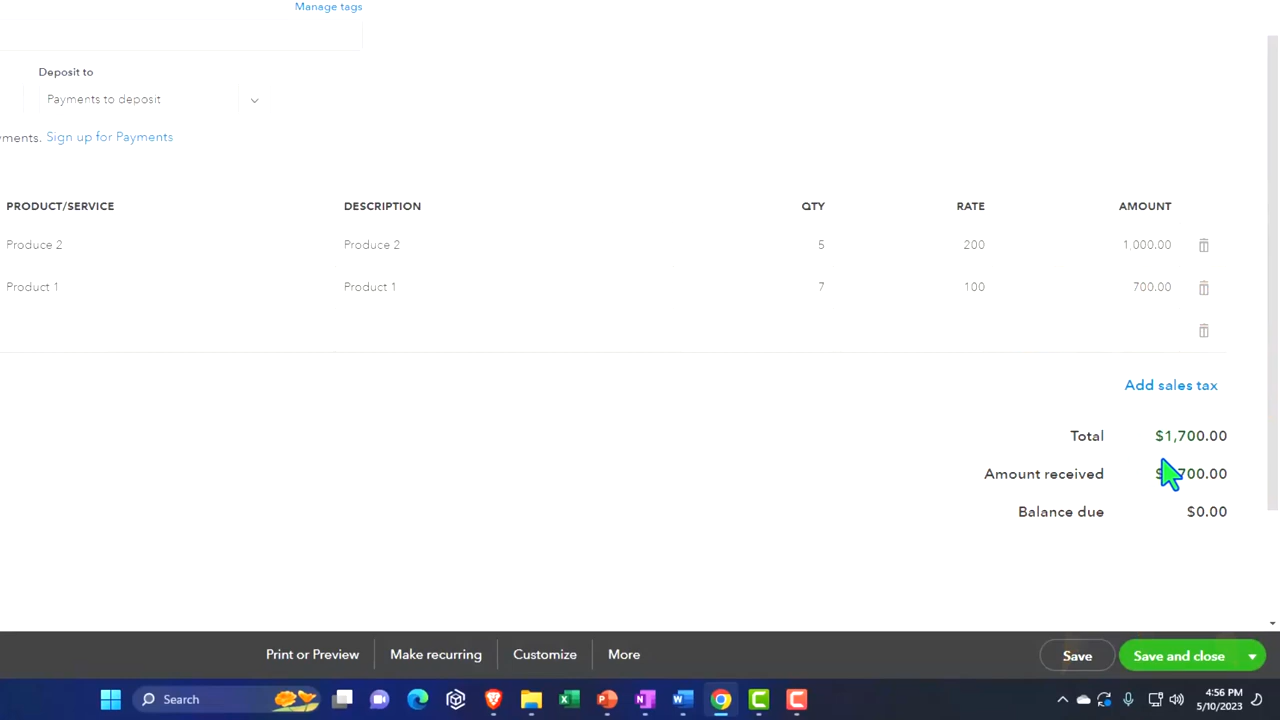 Manage tags
Deposit to
Payments to deposit
yments. Sign up for Payments
PRODUCT/SERVICE DESCRIPTION QTY RATE AMOUNT
Produce 2 Produce 2 5 200 1,000.00
Product 1 Product 1 7 100 700.00
Add sales tax
Total $1,700.00
Amount received 700.00
Balance due $0.00
Print or Preview Make recurring Customize More Save Save and close
Search 4:56 PM
5/10/2023